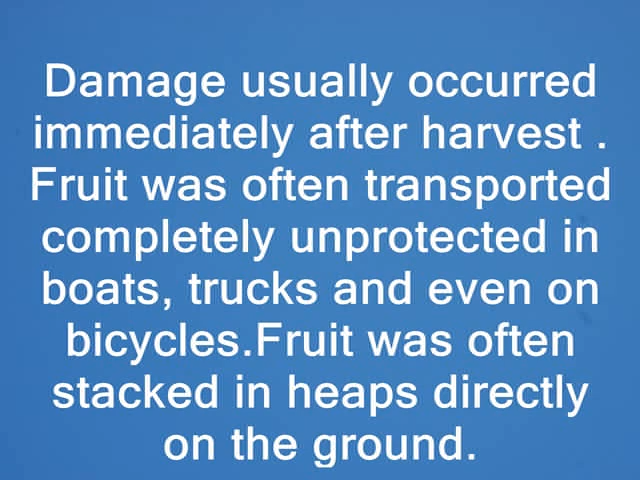 Damage usually occurred
immediately after harvest .
Fruit was often transported
completely unprotected in
boats, trucks and even on
bicycles.Fruit was often
stacked in heaps directly
on the ground.